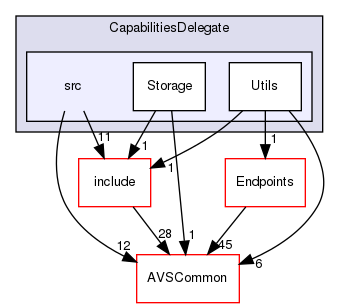 CapabilitiesDelegate
src
Storage
Utils
11
1
1
1
include
Endpoints
28
1
45
12
6
AVSCommon